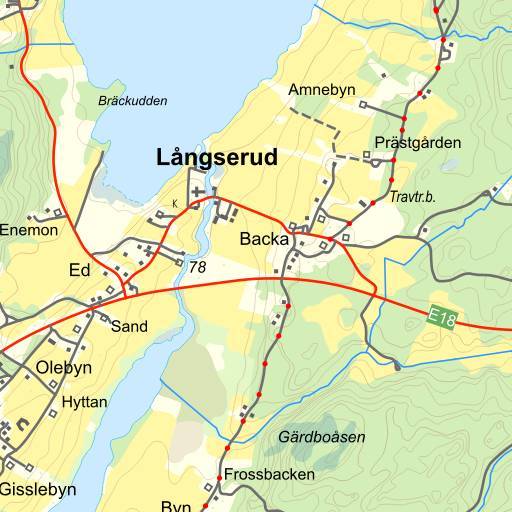 Amnebyn
Bräckudden
Prästgården
Långserud
Travtr.b.
K
Enemon
Backa
78
Ed
E18
Sand
Olebyn
Hyttan
Gärdboåsen
Frossbacken
Gisslebyn
Byn